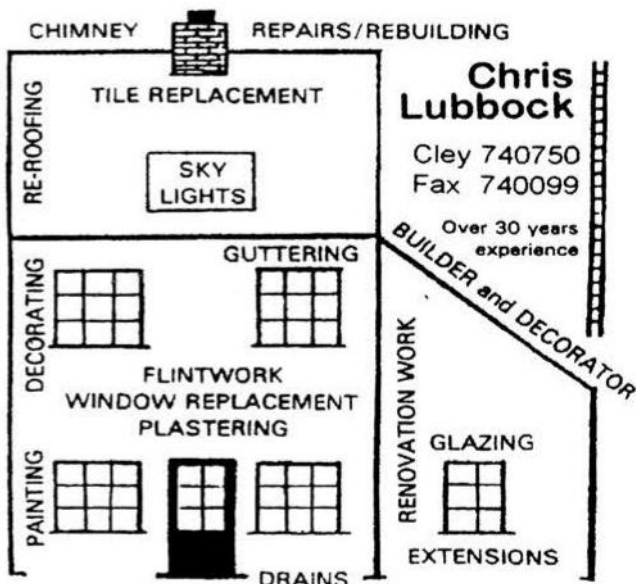 CHIMNEY REPAIRS/REBUILDING
TILE REPLACEMENT
RE-ROOFING
SKY
LIGHTS
Chris
Lubbock
Cley 740750
Fax 740099
Over 30 years
experience
BUILDER and DECORATOR
GUTTERING
DECORATING
FLINTWORK
WINDOW REPLACEMENT
PLASTERING
PAINTING
DRAINS
RENOVATION WORK
GLAZING
EXTENSIONS